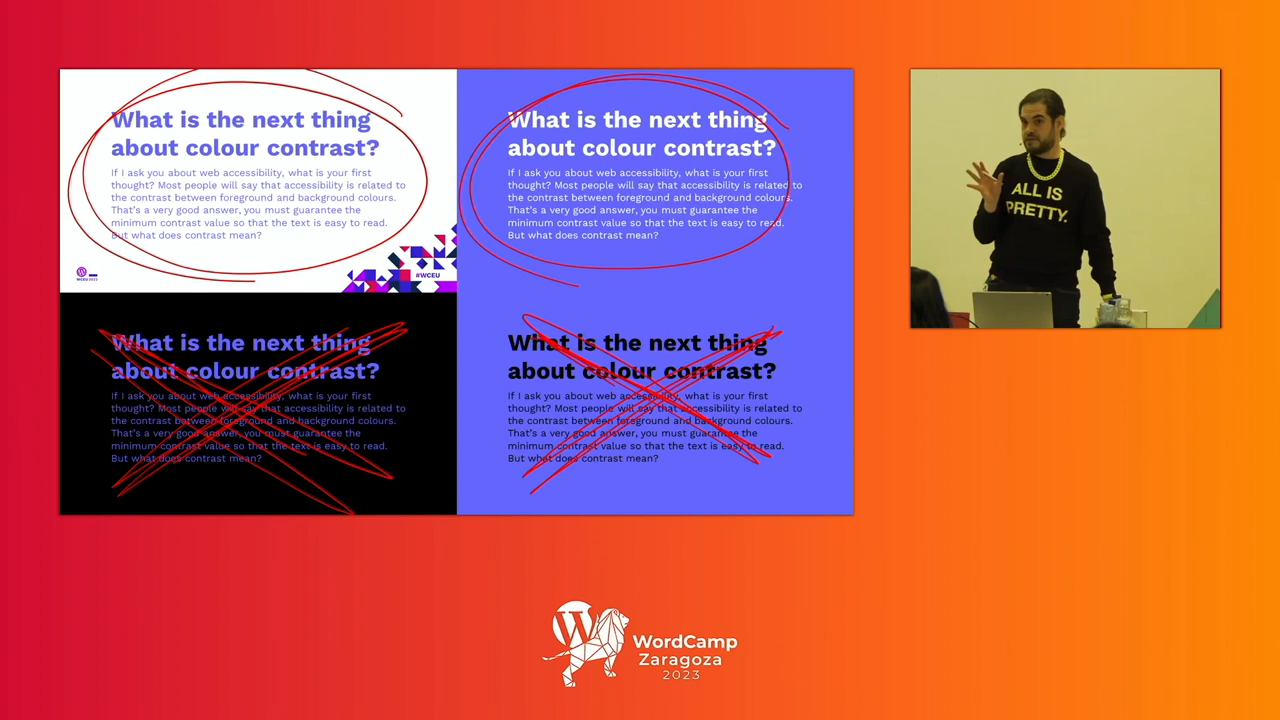 What is the next thing
about colour contrast?
If I ask you about web accessibility, what is your first
thought? Most people will say that accessibility is related to
the contrast between foreground and background colours.
That's a very good answer, you must guarantee the
minimum contrast value so that the text is easy to read.
But what does contrast mean?
WCEU 2023
#WCEU
What is the next thing
about colour contrast?
If I ask you about web accessibility, what is your first
thought? Most people will say that accessibility is related to
the contrast between foreground and background colours.
That's a very good answer, you must guarantee the
minimum contrast value so that the text is easy to read.
But what does contrast mean?
What is the next thing
about colour contrast?
If I ask you about web accessibility, what is your first
thought? Most people will say that accessibility is related to
the contrast between foreground and background colours.
That's a very good answer, you must guarantee the
minimum contrast value so that the text is easy to read.
But what does contrast mean?
What is the next thing
about colour contrast?
If I ask you about web accessibility, what is your first
thought? Most people will say that accessibility is related to
the contrast between foreground and background colours.
That's a very good answer, you must guarantee the
minimum contrast value so that the text is easy to read.
But what does contrast mean?
ALL IS
PRETTY.
W
WordCamp
Zaragoza
2023